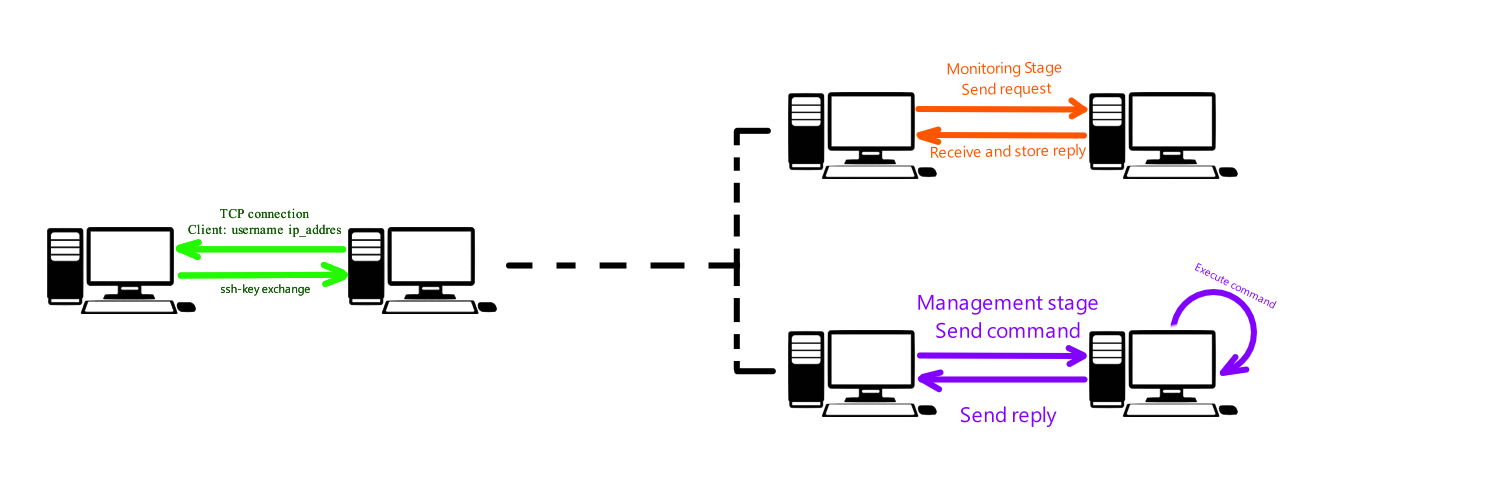 TCP connection
Client: username ip_addres
ssh-key exchange
Monitoring Stage
Send request
Receive and store reply
Management stage
Send command
Send reply
Execute command